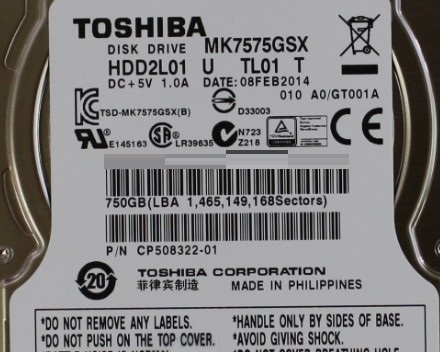 TOSHIBA
DISK DRIVE MK7575GSX
HDD2L01 U TL01 T
DC+5V 1.0A DATE:08FEB2014
010 A0/GT001A
TSD-MK7575GSX(B) D33003
E145163 LR39635 N723
Z218
750GB(LBA 1,465,149,168Sectors)
P/N CP508322-01
20 TOSHIBA CORPORATION
菲律宾制造 MADE IN PHILIPPINES
*DO NOT REMOVE ANY LABELS. *HANDLE ONLY BY SIDES OF BASE.
*DO NOT PUSH ON THE TOP COVER. *AVOID GIVING SHOCK.